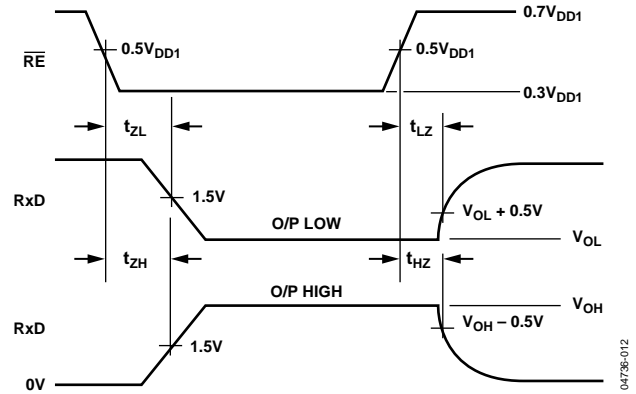 0.7VDD1
RE
0.5VDD1
0.5VDD1
0.3VDD1
tZL
tLZ
RxD
1.5V
VOL + 0.5V
O/P LOW
VOL
tZH
tHZ
O/P HIGH
VOH
RxD
VOH – 0.5V
1.5V
0V
04736-012